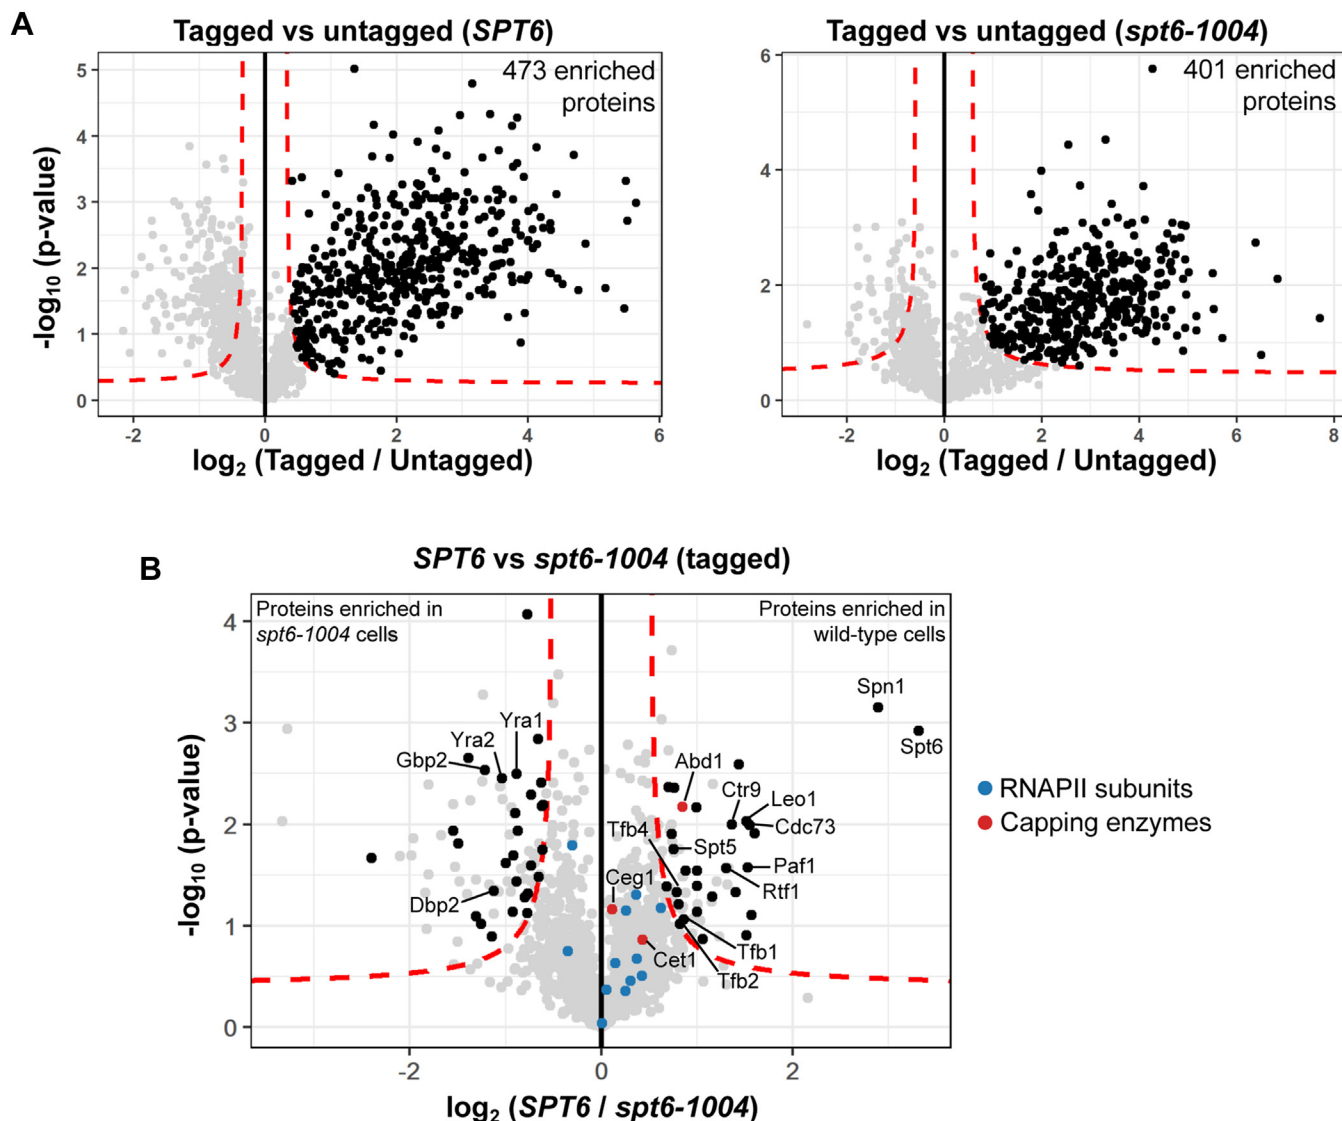 A
Tagged vs untagged (SPT6)
473 enriched
proteins
5
4
3
2
1
0
-log10 (p-value)
-2
0
2
4
6
log2 (Tagged / Untagged)
Tagged vs untagged (spt6-1004)
401 enriched
proteins
6
4
2
0
-2
0
2
4
6
8
log2 (Tagged / Untagged)
B
SPT6 vs spt6-1004 (tagged)
Proteins enriched in
spt6-1004 cells
Proteins enriched in
wild-type cells
4
3
2
1
0
-log10 (p-value)
Spn1
Spt6
Yra1
Yra2
Gbp2
Abd1
Ctr9
Leo1
Cdc73
Tfb4
Spt5
Paf1
Rtf1
Ceg1
Dbp2
Cet1
Tfb1
Tfb2
-2
0
2
log2 (SPT6 / spt6-1004)
RNAPII subunits
Capping enzymes